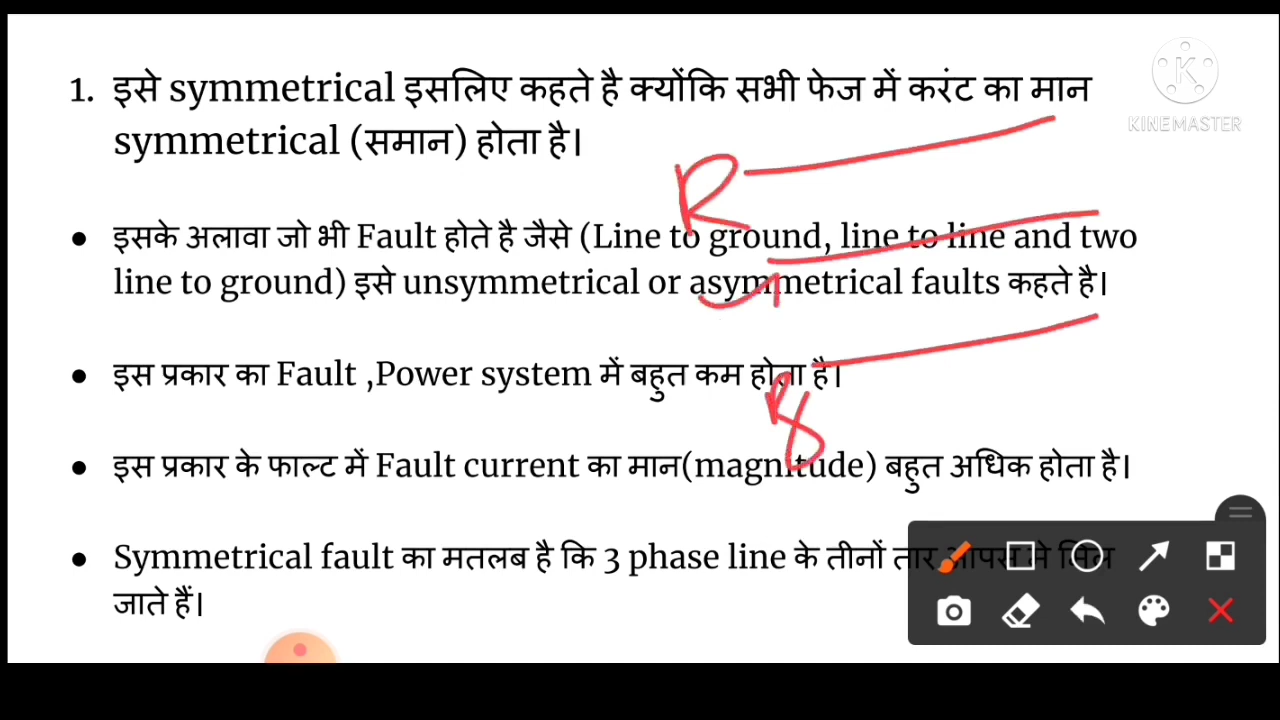 1. इसे symmetrical इसलिए कहते है क्योंकि सभी फेज में करंट का मान
symmetrical (समान) होता है।
KINEMASTER
R
● इसके अलावा जो भी Fault होते है जैसे (Line to ground, line to line and two
line to ground) इसे unsymmetrical or asymmetrical faults कहते है।
● इस प्रकार का Fault ,Power system में बहुत कम होता है।
● इस प्रकार के फाल्ट में Fault current का मान(magnitude) बहुत अधिक होता है।
● Symmetrical fault का मतलब है कि 3 phase line के तीनों तार आपस मे मिल
जाते हैं।